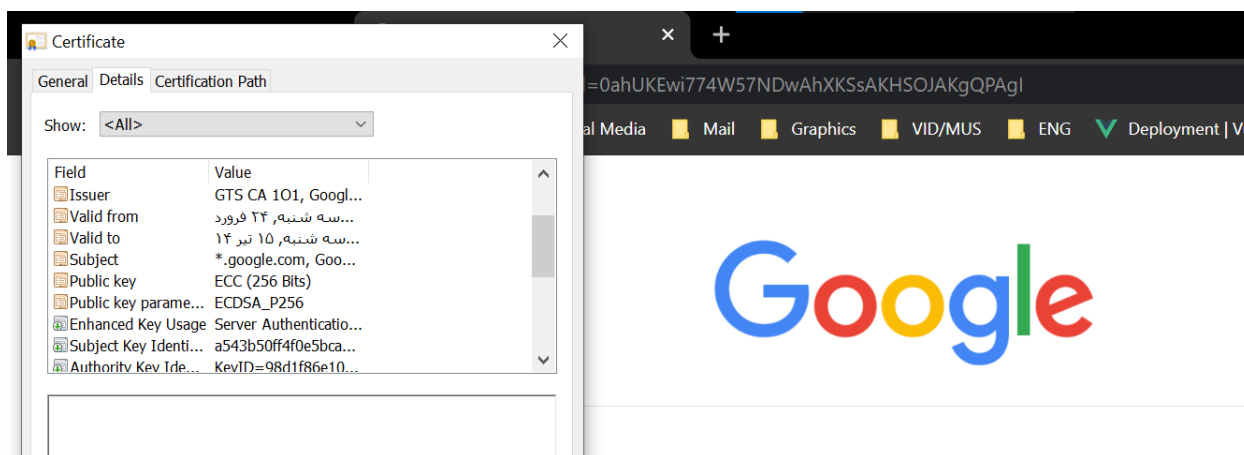 Certificate
General Details Certification Path
Show: <All>
Field Value
Issuer GTS CA 1O1, Googl...
Valid from سه شنبه, ۲۴ فرورد...
Valid to سه شنبه, ۱۵ تیر ۱۴...
Subject *.google.com, Goo...
Public key ECC (256 Bits)
Public key parame... ECDSA_P256
Enhanced Key Usage Server Authenticatio...
Subject Key Identi... a543b50ff4f0e5bca...
Authority Key Ide... KeyID=98d1f86e10...
=0ahUKEwi774W57NDwAhXKSsAKHSOJAKgQPAgI
al Media Mail Graphics VID/MUS ENG Deployment | V
Google